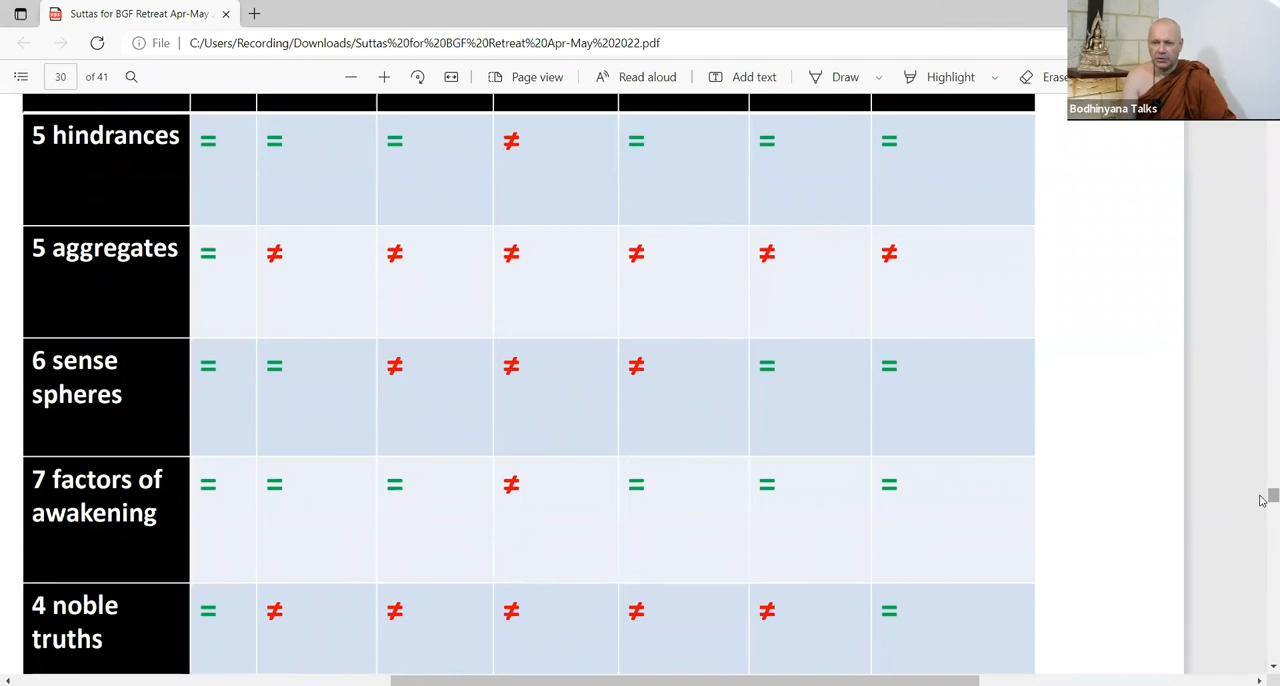 Suttas for BGF Retreat Apr-May
File C:/Users/Recording/Downloads/Suttas%20for%20BGF%20Retreat%20Apr-May%202022.pdf
30 of 41 Page view Read aloud Add text Draw Highlight Erase
Bodhinyana Talks
5 hindrances = = = ≠ = = =
5 aggregates = ≠ ≠ ≠ ≠ ≠ ≠
6 sense = = ≠ ≠ ≠ = =
spheres
7 factors of = = = ≠ = = =
awakening
4 noble = ≠ ≠ ≠ ≠ ≠ =
truths